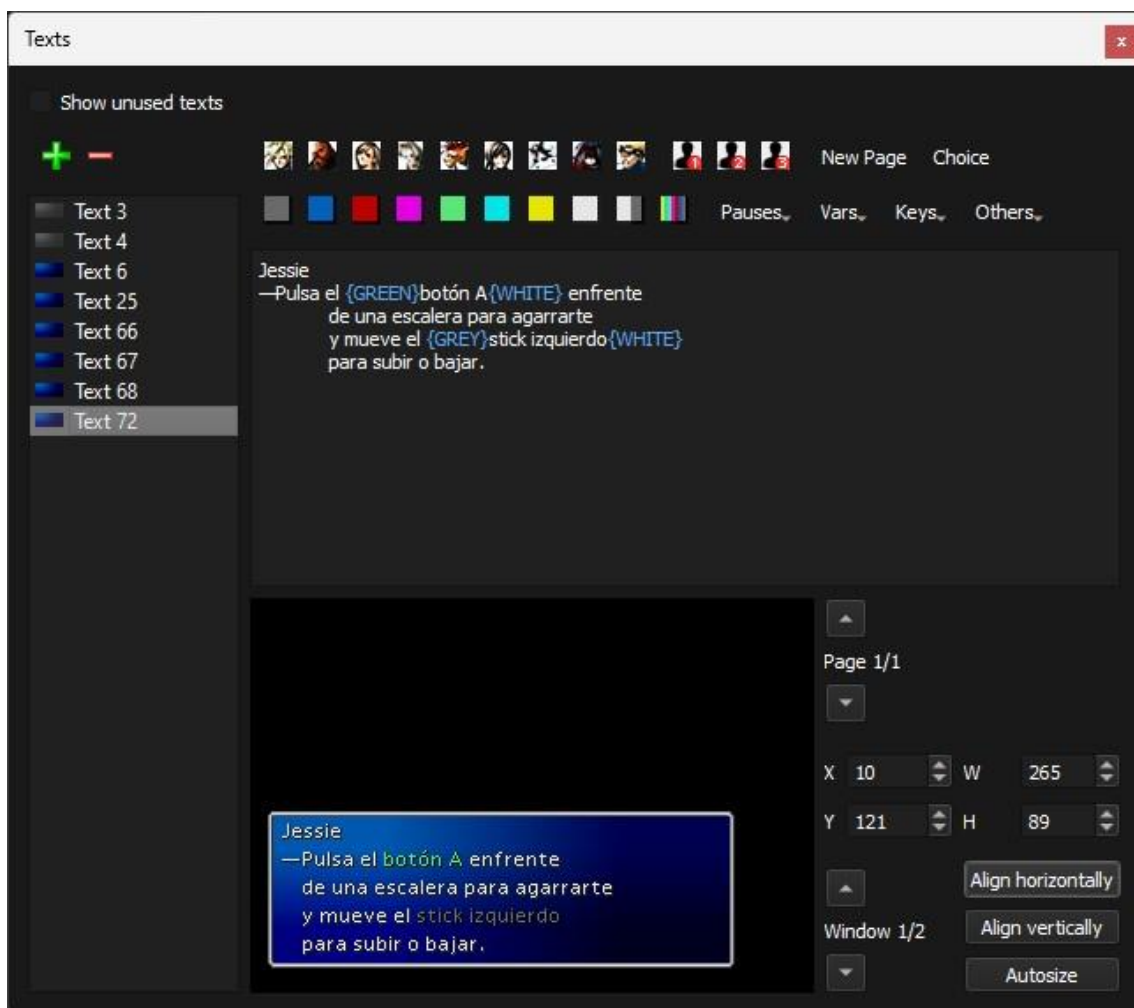 Texts
x
Show unused texts
1 2 3 New Page Choice
Pauses Vars Keys Others
Text 3
Text 4
Text 6
Text 25
Text 66
Text 67
Text 68
Text 72
Jessie
—Pulsa el {GREEN}botón A{WHITE} enfrente
de una escalera para agarrarte
y mueve el {GREY}stick izquierdo{WHITE}
para subir o bajar.
Page 1/1
X 10 W 265
Y 121 H 89
Jessie
—Pulsa el botón A enfrente
de una escalera para agarrarte
y mueve el stick izquierdo
para subir o bajar.
Align horizontally
Window 1/2 Align vertically
Autosize